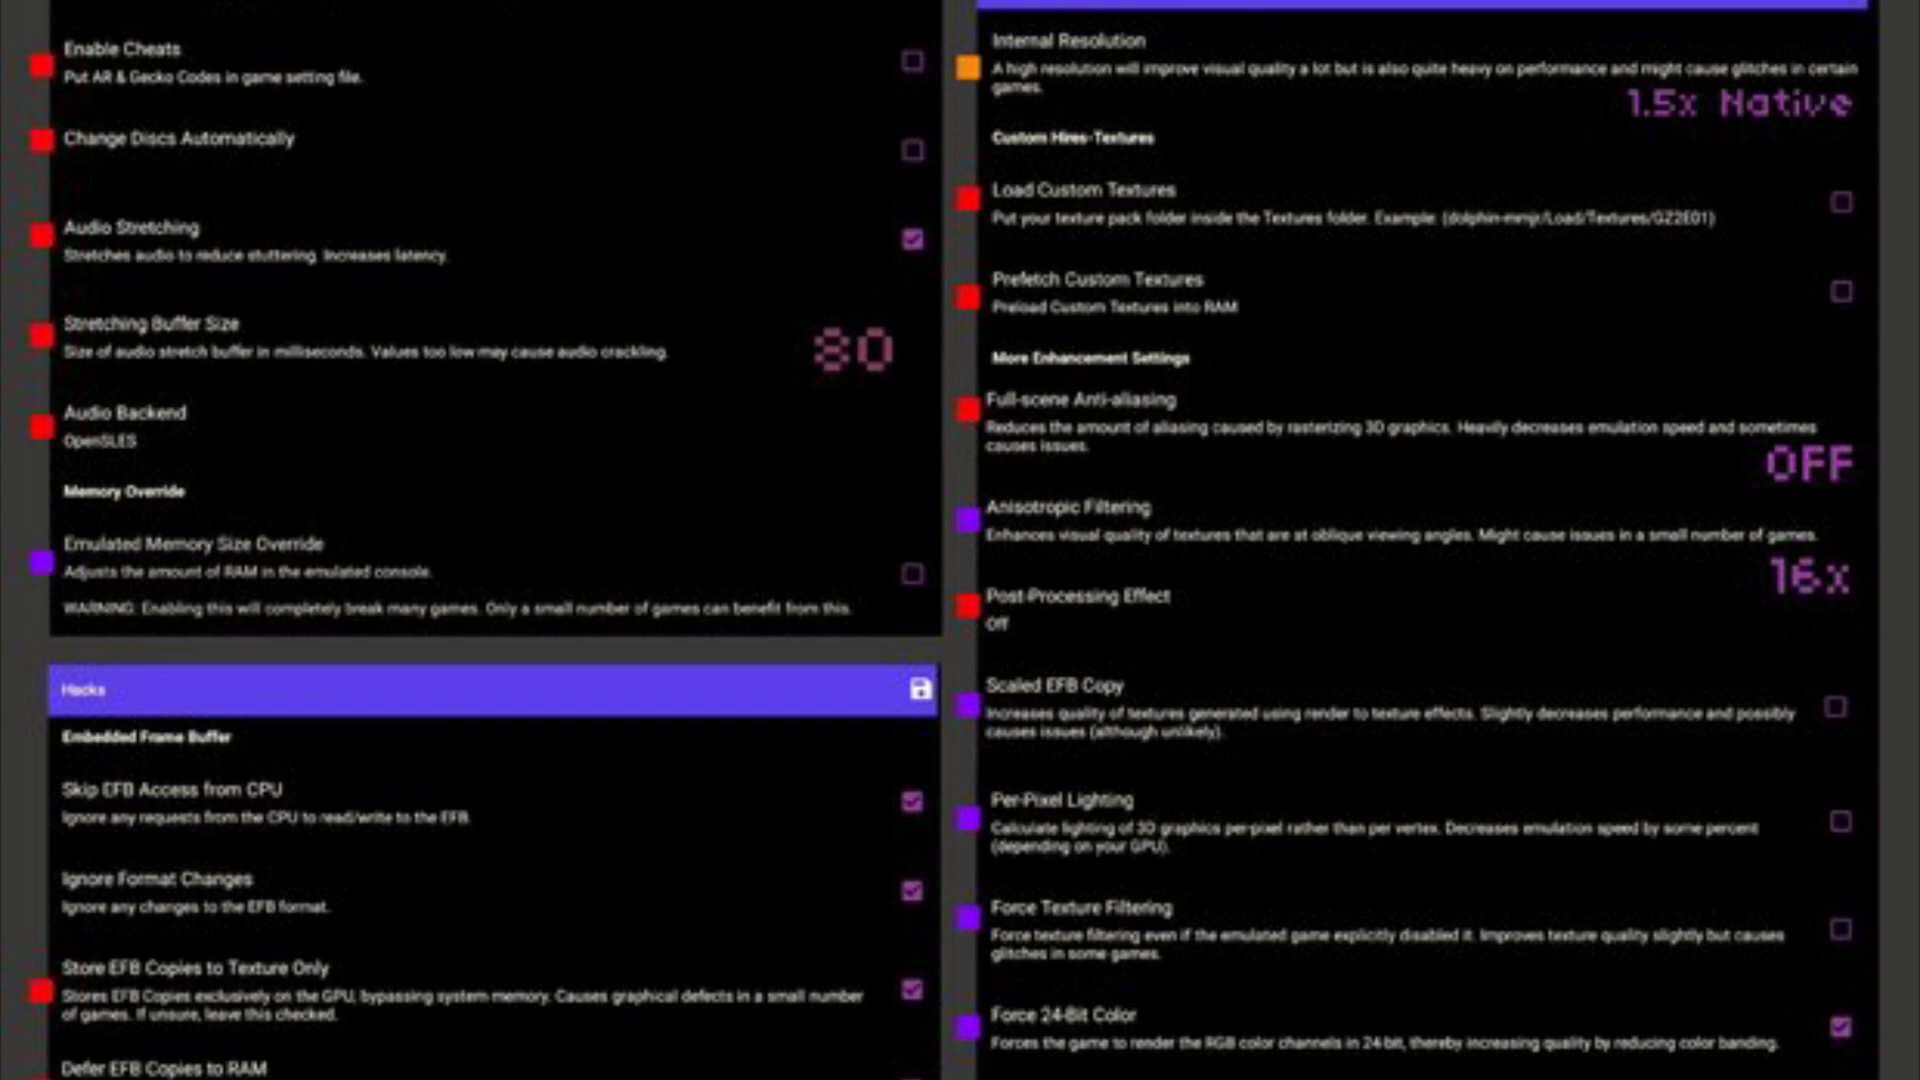 Enable Cheats
Put AR & Gecko Codes in game setting file.
Change Discs Automatically
Audio Stretching
Stretches audio to reduce stuttering. Increases latency.
Stretching Buffer Size
Size of audio stretch buffer in milliseconds. Values too low may cause audio crackling.
80
Audio Backend
OpenSLES
Memory Override
Emulated Memory Size Override
Adjusts the amount of RAM in the emulated console.
WARNING: Enabling this will completely break many games. Only a small number of games can benefit from this.
Hacks
Embedded Frame Buffer
Skip EFB Access from CPU
Ignore any requests from the CPU to read/write to the EFB.
Ignore Format Changes
Ignore any changes to the EFB format.
Store EFB Copies to Texture Only
Stores EFB Copies exclusively on the GPU, bypassing system memory. Causes graphical defects in a small number
of games. If unsure, leave this checked.
Defer EFB Copies to RAM
Internal Resolution
A high resolution will improve visual quality a lot but is also quite heavy on performance and might cause glitches in certain
games.
1.5x Native
Custom Hires-Textures
Load Custom Textures
Put your texture pack folder inside the Textures folder. Example: (dolphin-mmjr/Load/Textures/GZ2E01)
Prefetch Custom Textures
Preload Custom Textures into RAM
More Enhancement Settings
Full-scene Anti-aliasing
Reduces the amount of aliasing caused by rasterizing 3D graphics. Heavily decreases emulation speed and sometimes
causes issues.
OFF
Anisotropic Filtering
Enhances visual quality of textures that are at oblique viewing angles. Might cause issues in a small number of games.
16x
Post-Processing Effect
Off
Scaled EFB Copy
Increases quality of textures generated using render to texture effects. Slightly decreases performance and possibly
causes issues (although unlikely).
Per-Pixel Lighting
Calculate lighting of 3D graphics per-pixel rather than per vertex. Decreases emulation speed by some percent
(depending on your GPU).
Force Texture Filtering
Force texture filtering even if the emulated game explicitly disabled it. Improves texture quality slightly but causes
glitches in some games.
Force 24-Bit Color
Forces the game to render the RGB color channels in 24-bit, thereby increasing quality by reducing color banding.